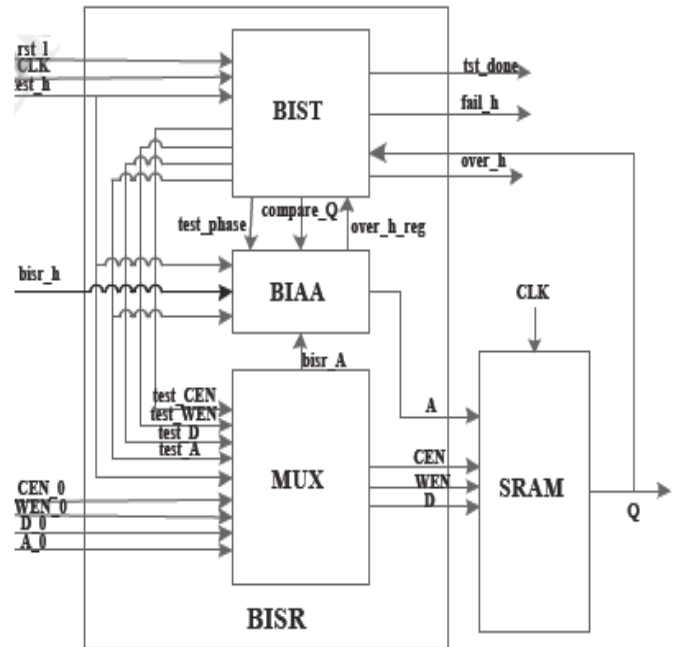 rst_l
CLK
test_h
BIST
tst_done
fail_h
over_h
test_phase
compare_Q
over_h_reg
bisr_h
BIAA
CLK
bisr_A
test_CEN
test_WEN
test_D
test_A
A
MUX
CEN
WEN
D
SRAM
CEN_0
WEN_0
D_0
A_0
Q
BISR